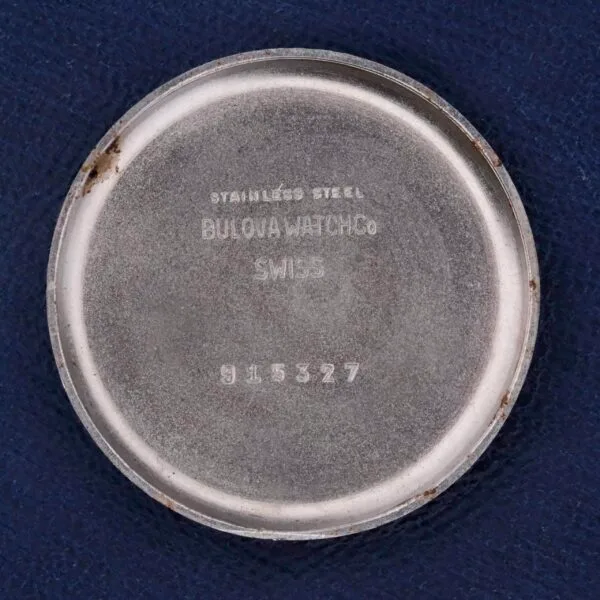 STAINLESS STEEL
BULOVA WATCH Co
SWISS
915327